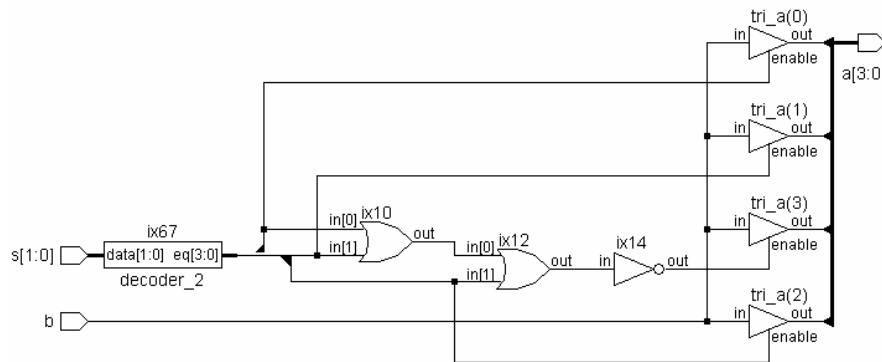 tri_a(0)
in
out
enable
a[3:0
tri_a(1)
in
out
enable
ix10
in[0]
in[1]
out
ix12
in[0]
in[1]
out
tri_a(3)
in
out
enable
ix14
in
out
ix67
s[1:0]
data[1:0] eq[3:0]
decoder_2
tri_a(2)
in
out
enable
b